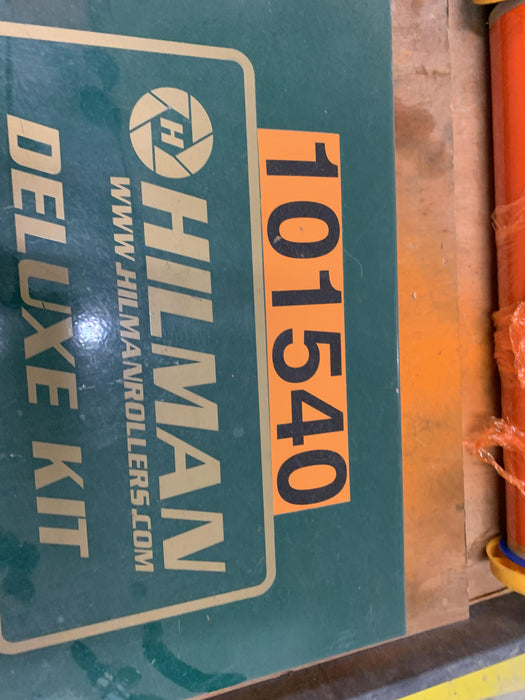 101540
H
HILMAN
WWW.HILMANROLLERS.COM
DELUXE KIT